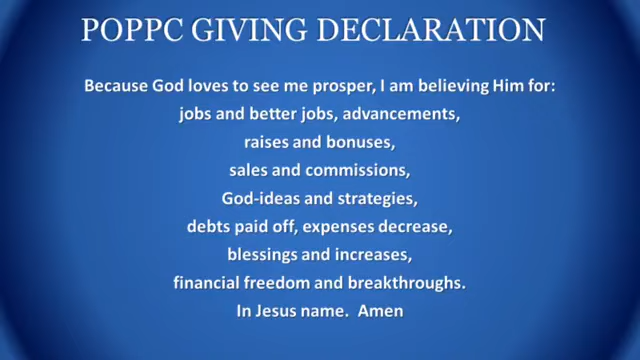 POPPC GIVING DECLARATION
Because God loves to see me prosper, I am believing Him for:
jobs and better jobs, advancements,
raises and bonuses,
sales and commissions,
God-ideas and strategies,
debts paid off, expenses decrease,
blessings and increases,
financial freedom and breakthroughs.
In Jesus name.  Amen